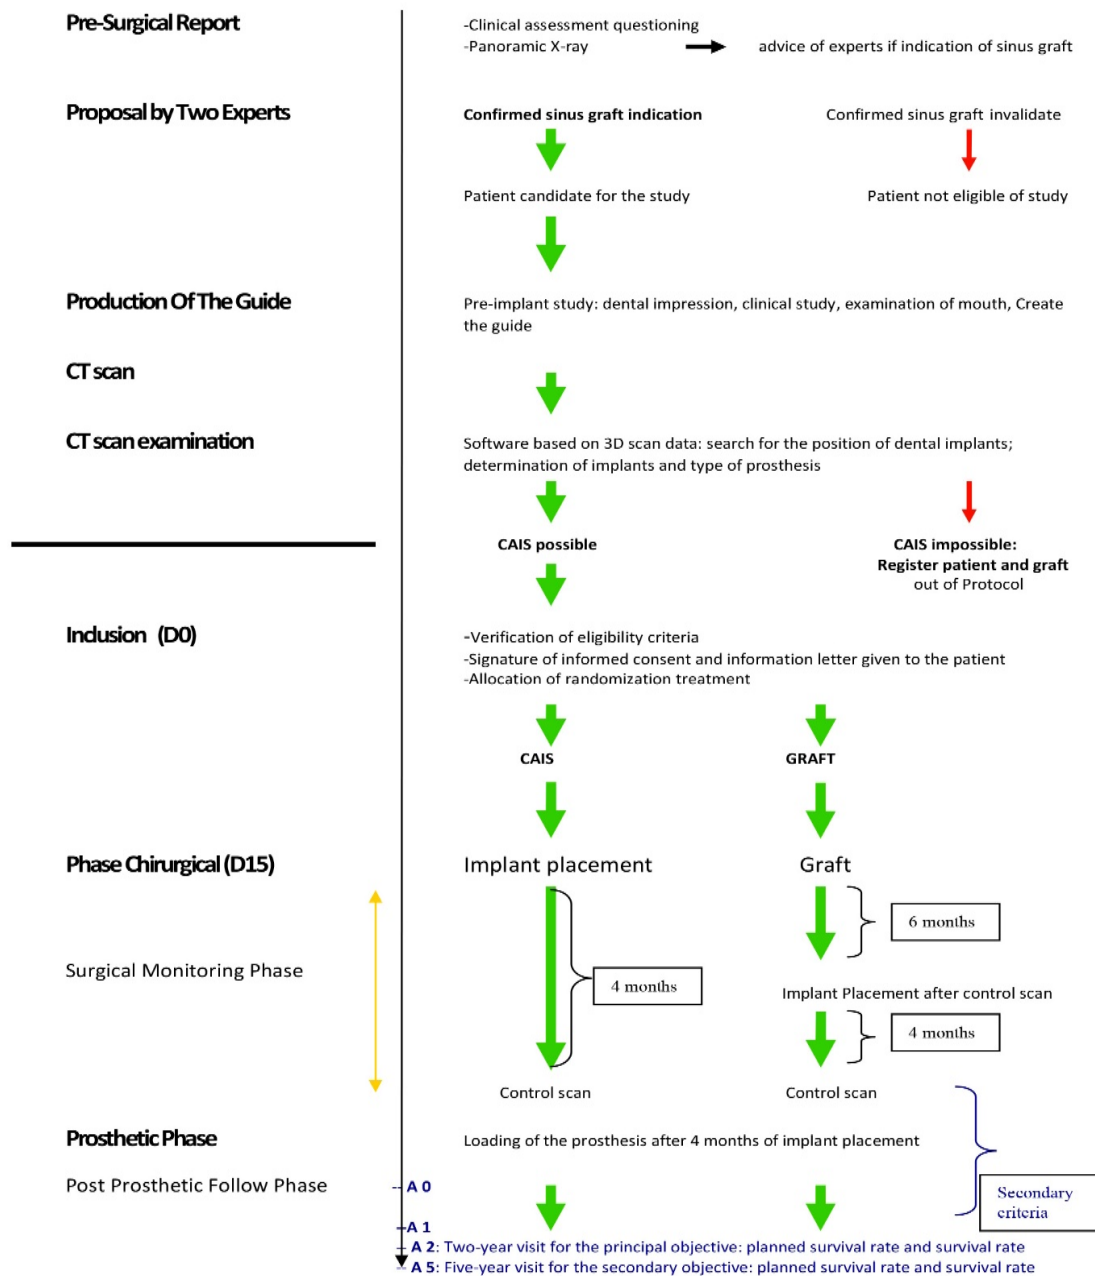 Pre-Surgical Report
-Clinical assessment questioning
-Panoramic X-ray
advice of experts if indication of sinus graft
Proposal by Two Experts
Confirmed sinus graft indication
Confirmed sinus graft invalidate
Patient candidate for the study
Patient not eligible of study
Production Of The Guide
Pre-implant study: dental impression, clinical study, examination of mouth, Create
the guide
CT scan
CT scan examination
Software based on 3D scan data: search for the position of dental implants;
determination of implants and type of prosthesis
CAIS possible
CAIS impossible:
Register patient and graft
out of Protocol
Inclusion (D0)
-Verification of eligibility criteria
-Signature of informed consent and information letter given to the patient
-Allocation of randomization treatment
CAIS
GRAFT
Phase Chirurgical (D15)
Implant placement
Graft
6 months
Surgical Monitoring Phase
4 months
Implant Placement after control scan
4 months
Control scan
Control scan
Prosthetic Phase
Loading of the prosthesis after 4 months of implant placement
Post Prosthetic Follow Phase
A 0
Secondary
criteria
A 1
A 2: Two-year visit for the principal objective: planned survival rate and survival rate
A 5: Five-year visit for the secondary objective: planned survival rate and survival rate